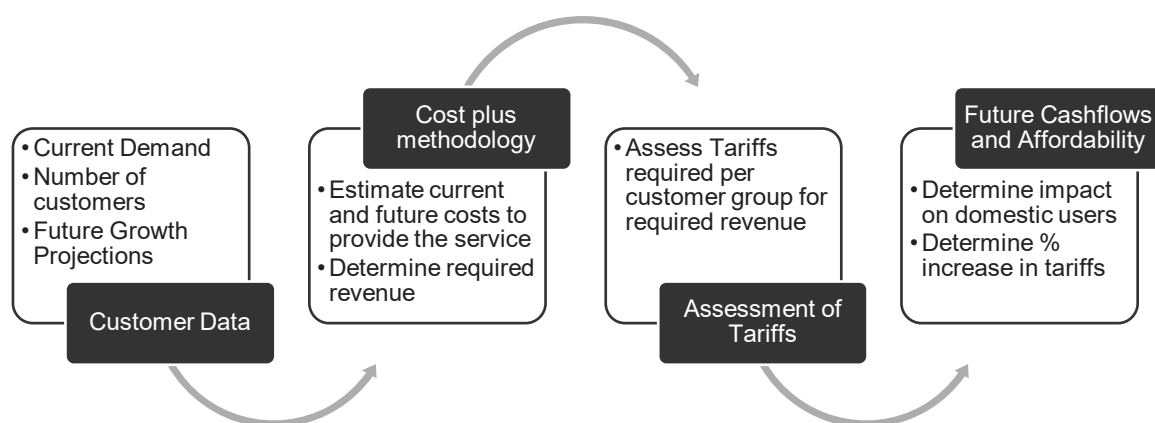 • Current Demand
• Number of
customers
• Future Growth
Projections
Customer Data
Cost plus
methodology
• Estimate current
and future costs to
provide the service
• Determine required
revenue
• Assess Tariffs
required per
customer group for
required revenue
Assessment of
Tariffs
Future Cashflows
and Affordability
• Determine impact
on domestic users
• Determine %
increase in tariffs